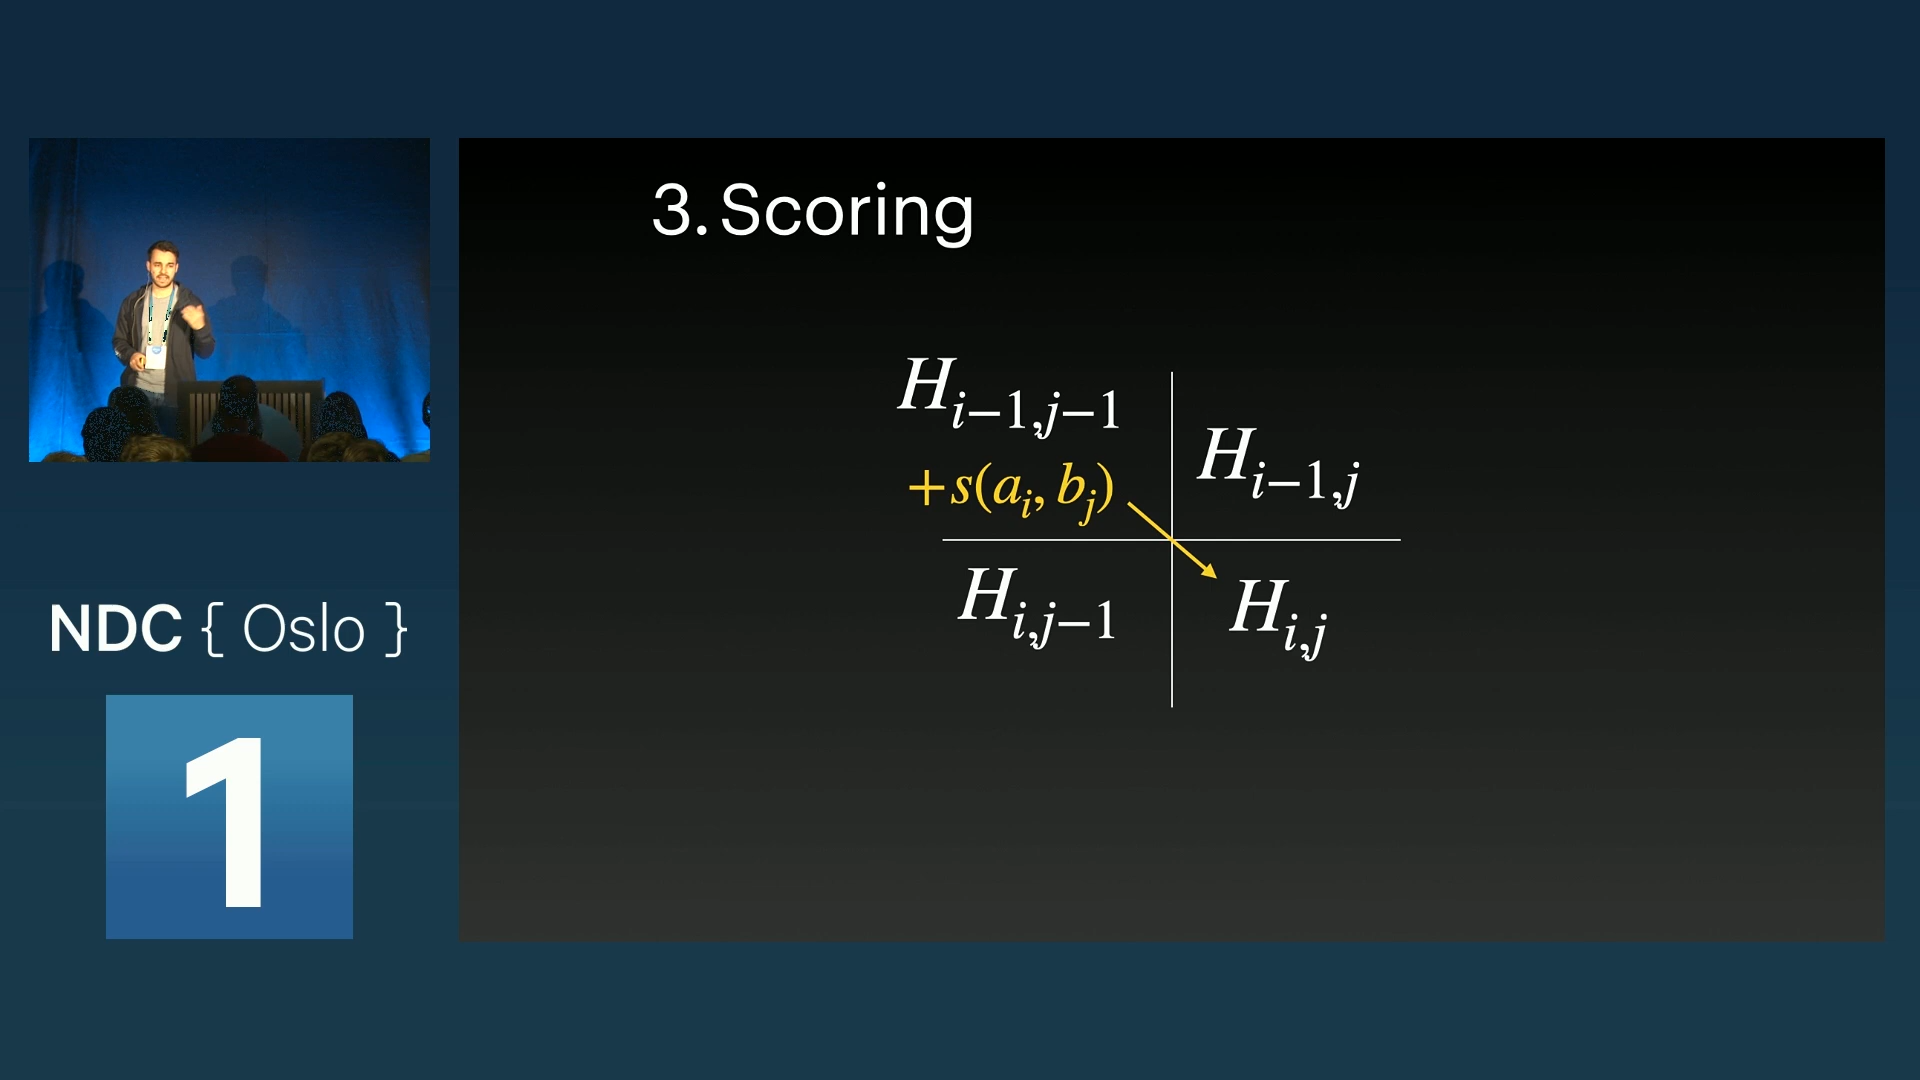 3. Scoring
H_{i−1,j−1}
+s(a_i, b_j)
H_{i−1,j}
H_{i,j−1}
H_{i,j}
NDC { Oslo }
1